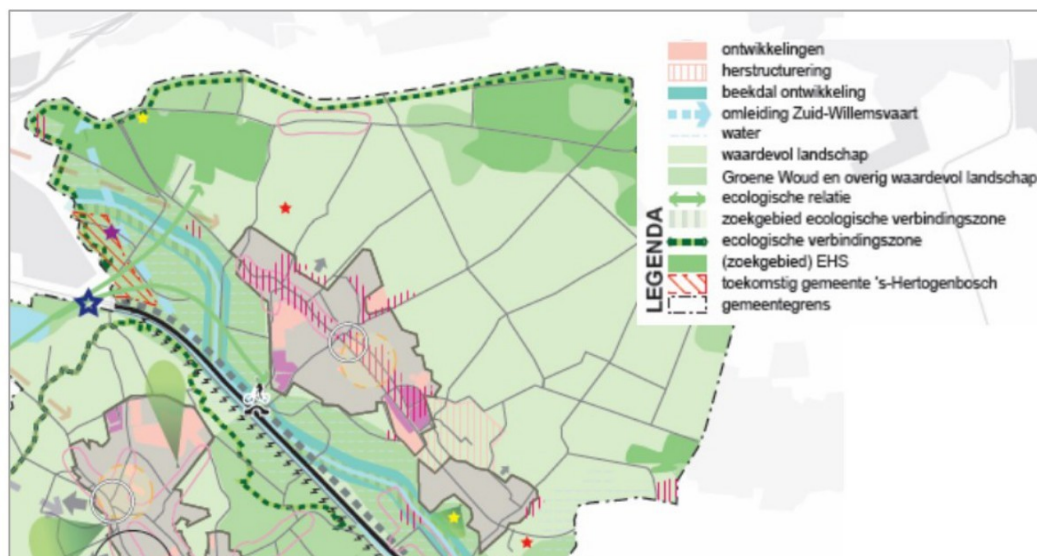 ontwikkelingen
herstructurering
beekdal ontwikkeling
omleiding Zuid-Willemsvaart
water
waardevol landschap
Groene Woud en overig waardevol landschap
ecologische relatie
zoekgebied ecologische verbindingszone
ecologische verbindingszone
(zoekgebied) EHS
toekomstig gemeente 's-Hertogenbosch
gemeentegrens
LEGENDA